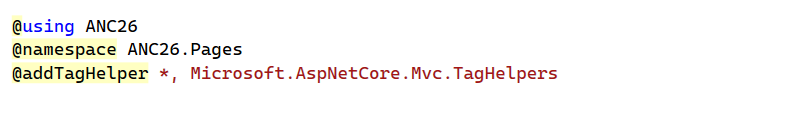 @using ANC26
@namespace ANC26.Pages
@addTagHelper *, Microsoft.AspNetCore.Mvc.TagHelpers